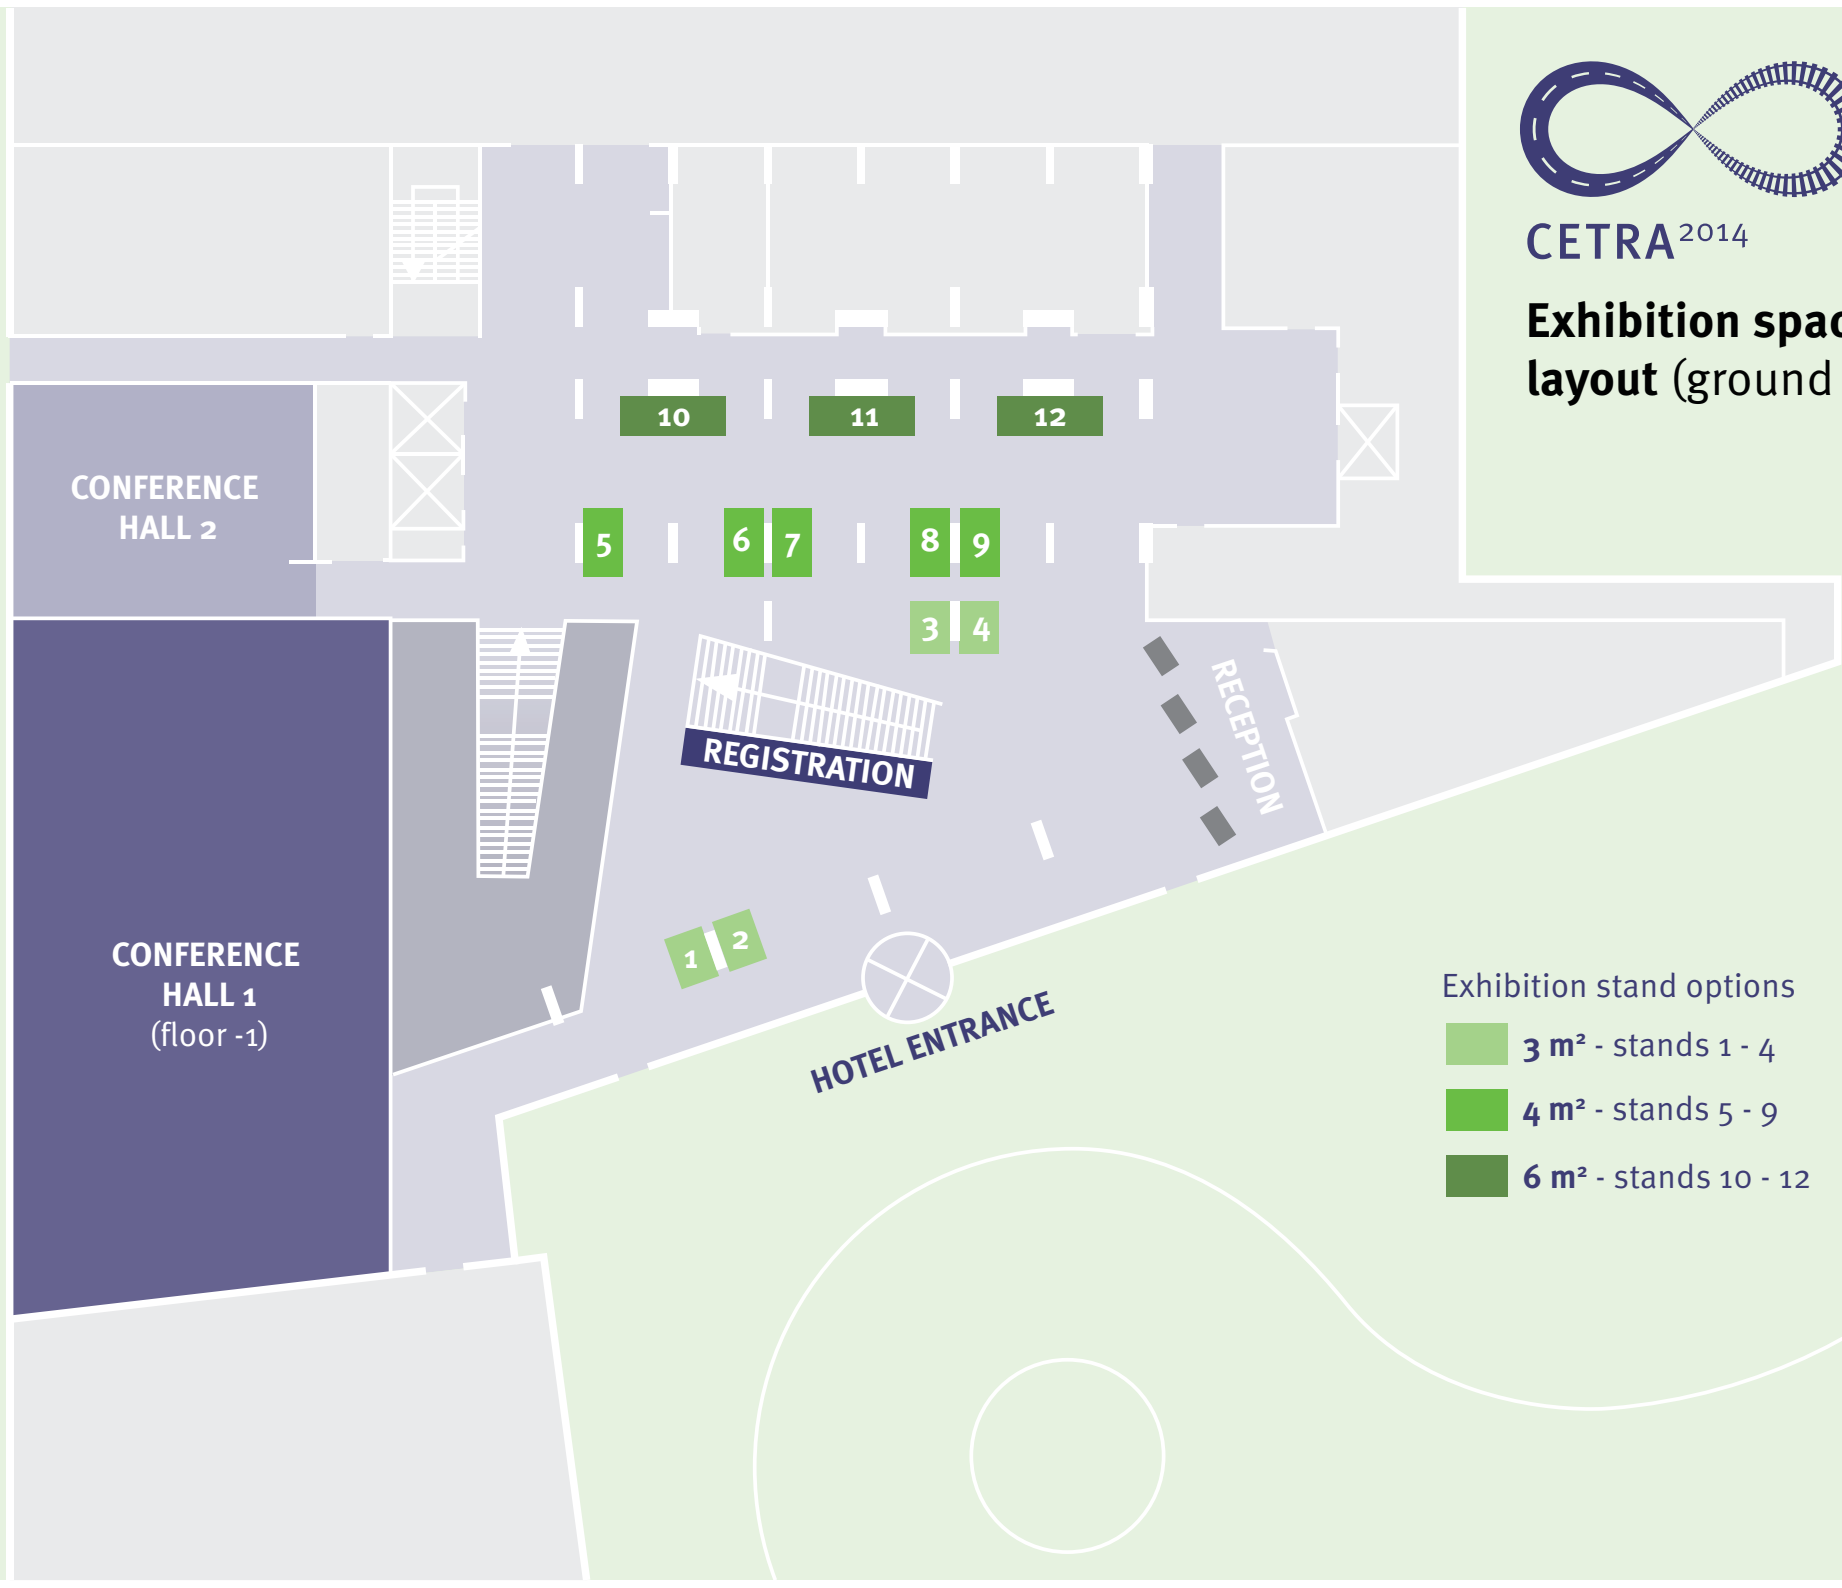 CETRA 2014
Exhibition spac
layout (ground
10
11
12
CONFERENCE
HALL 2
5
6
7
8
9
3
4
RECEPTION
REGISTRATION
1
2
CONFERENCE
HALL 1
(floor -1)
HOTEL ENTRANCE
Exhibition stand options
3 m² - stands 1 - 4
4 m² - stands 5 - 9
6 m² - stands 10 - 12